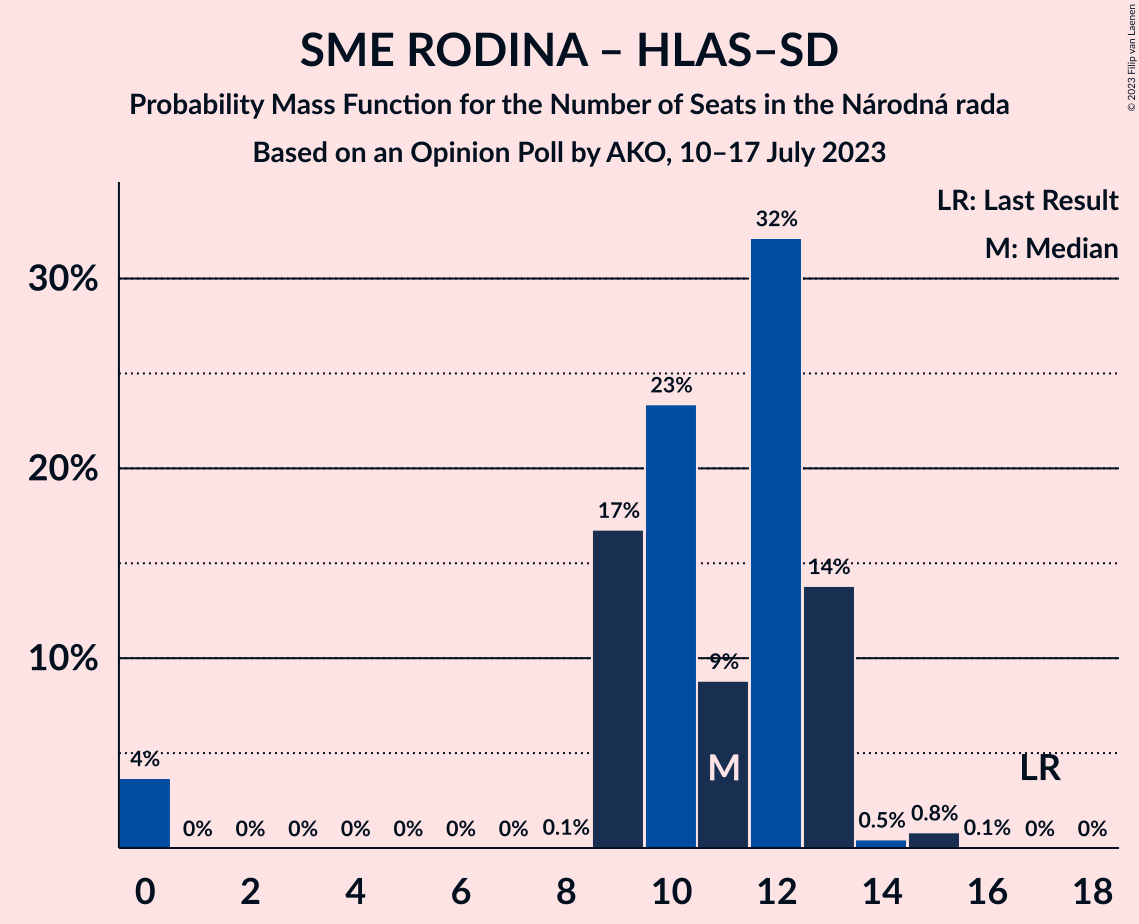 SME RODINA – HLAS–SD
Probability Mass Function for the Number of Seats in the Národná rada
Based on an Opinion Poll by AKO, 10–17 July 2023
© 2023 Filip van Laenen
LR: Last Result
M: Median
30%
20%
10%
4%
0%
0%
0%
0%
0%
0%
0%
0.1%
17%
23%
9%
32%
14%
0.5%
0.8%
0.1%
0%
0%
M
LR
0 2 4 6 8 10 12 14 16 18